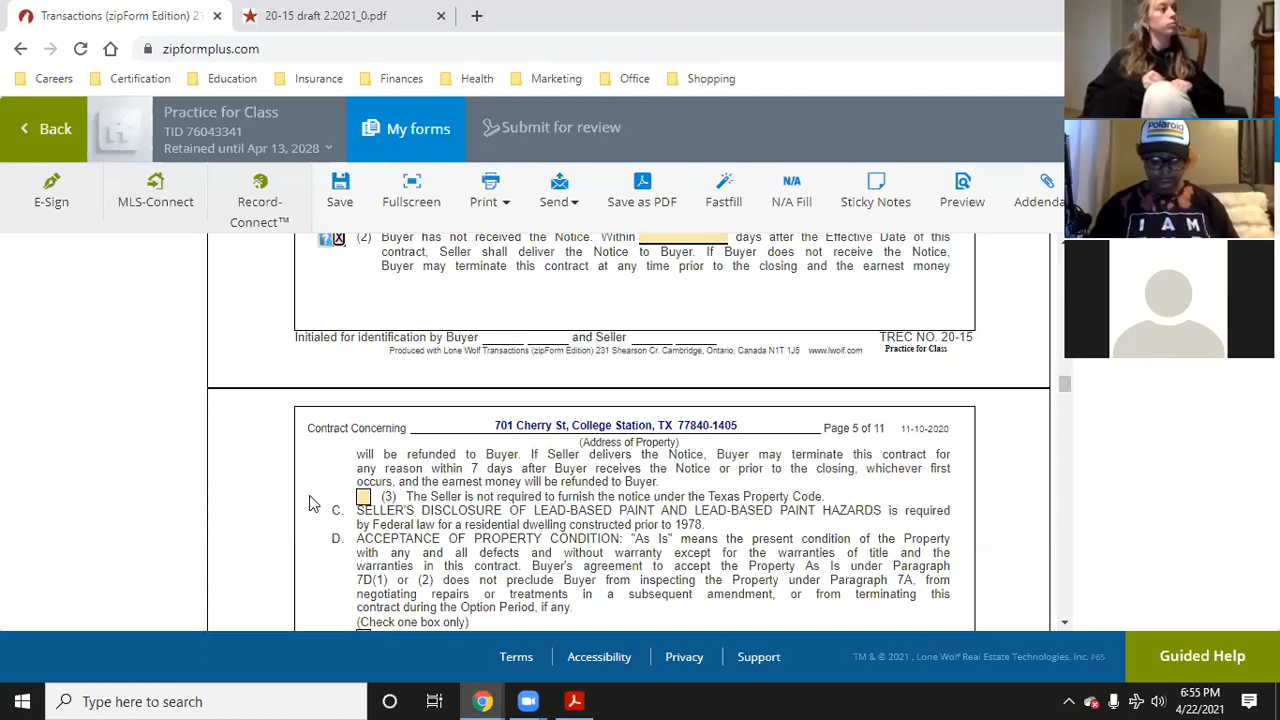 Transactions (zipForm Edition) 2
20-15 draft 2.2021_0.pdf
zipformplus.com
Careers
Certification
Education
Insurance
Finances
Health
Marketing
Office
Shopping
Back
Practice for Class
TID 76043341
Retained until Apr 13, 2028
My forms
Submit for review
E-Sign
MLS-Connect
Record-
Connect™
Save
Fullscreen
Print
Send
Save as PDF
Fastfill
N/A
N/A Fill
Sticky Notes
Preview
Addenda
Polaroid
I AM
(2) Buyer has not received the Notice. Within days after the Effective Date of this
contract, Seller shall deliver the Notice to Buyer. If Buyer does not receive the Notice,
Buyer may terminate this contract at any time prior to the closing and the earnest money
Initialed for identification by Buyer _____ _____ and Seller _____ _____
TREC NO. 20-15
Produced with Lone Wolf Transactions (zipForm Edition) 231 Shearson Cr. Cambridge, Ontario, Canada N1T 1J5 www.lwolf.com
Practice for Class
Contract Concerning 701 Cherry St, College Station, TX 77840-1405 Page 5 of 11 11-10-2020
(Address of Property)
will be refunded to Buyer. If Seller delivers the Notice, Buyer may terminate this contract for
any reason within 7 days after Buyer receives the Notice or prior to the closing, whichever first
occurs, and the earnest money will be refunded to Buyer.
(3) The Seller is not required to furnish the notice under the Texas Property Code.
C. SELLER'S DISCLOSURE OF LEAD-BASED PAINT AND LEAD-BASED PAINT HAZARDS is required
by Federal law for a residential dwelling constructed prior to 1978.
D. ACCEPTANCE OF PROPERTY CONDITION: "As Is" means the present condition of the Property
with any and all defects and without warranty except for the warranties of title and the
warranties in this contract. Buyer's agreement to accept the Property As Is under Paragraph
7D(1) or (2) does not preclude Buyer from inspecting the Property under Paragraph 7A, from
negotiating repairs or treatments in a subsequent amendment, or from terminating this
contract during the Option Period, if any.
(Check one box only)
Terms
Accessibility
Privacy
Support
TM & © 2021 , Lone Wolf Real Estate Technologies, Inc. P65
Guided Help
Type here to search
6:55 PM
4/22/2021